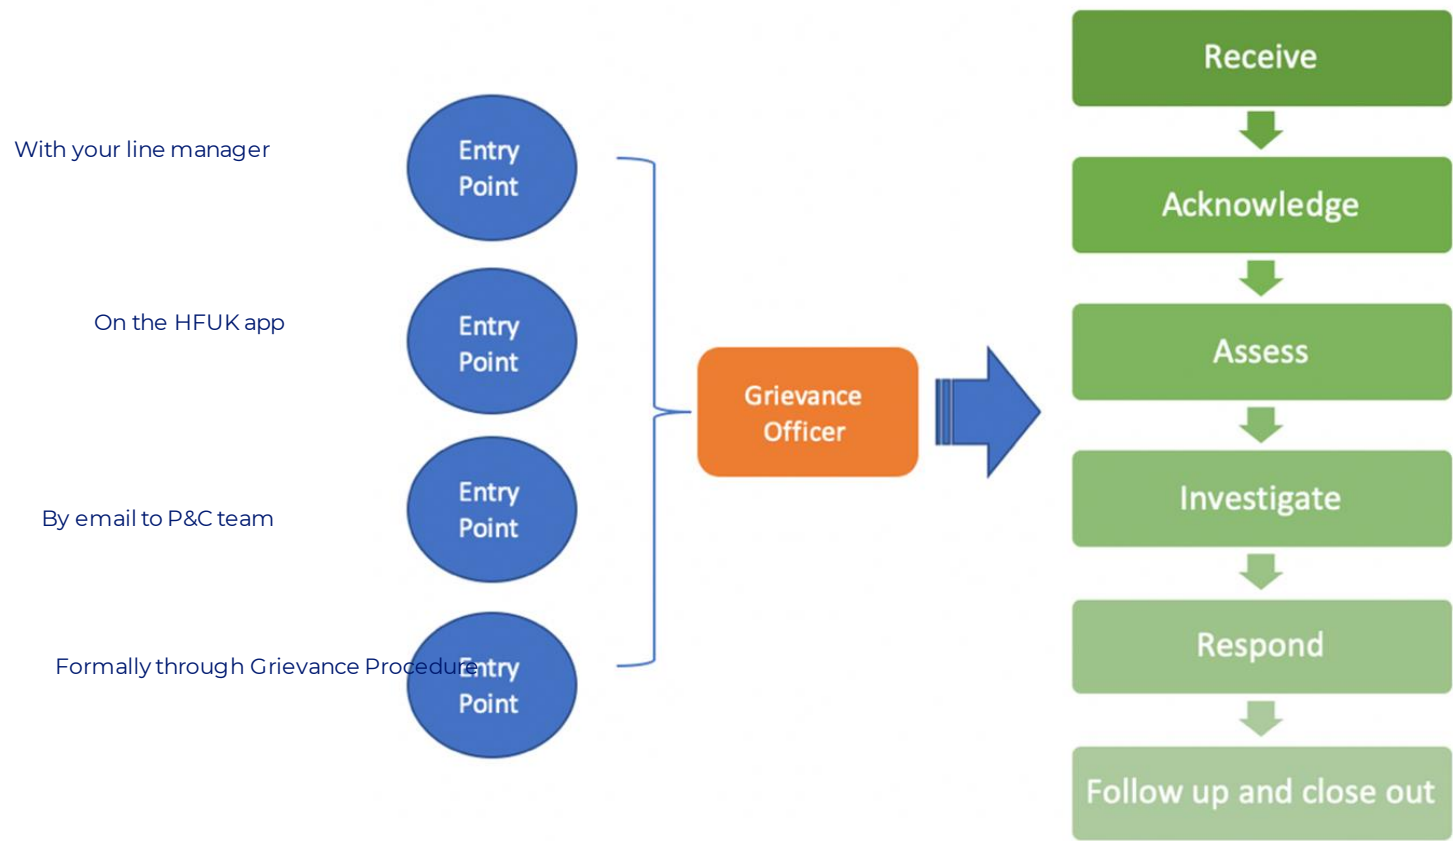 With your line manager
Entry
Point
On the HFUK app
Entry
Point
By email to P&C team
Entry
Point
Formally through Grievance Procedure
Entry
Point
Grievance
Officer
Receive
Acknowledge
Assess
Investigate
Respond
Follow up and close out